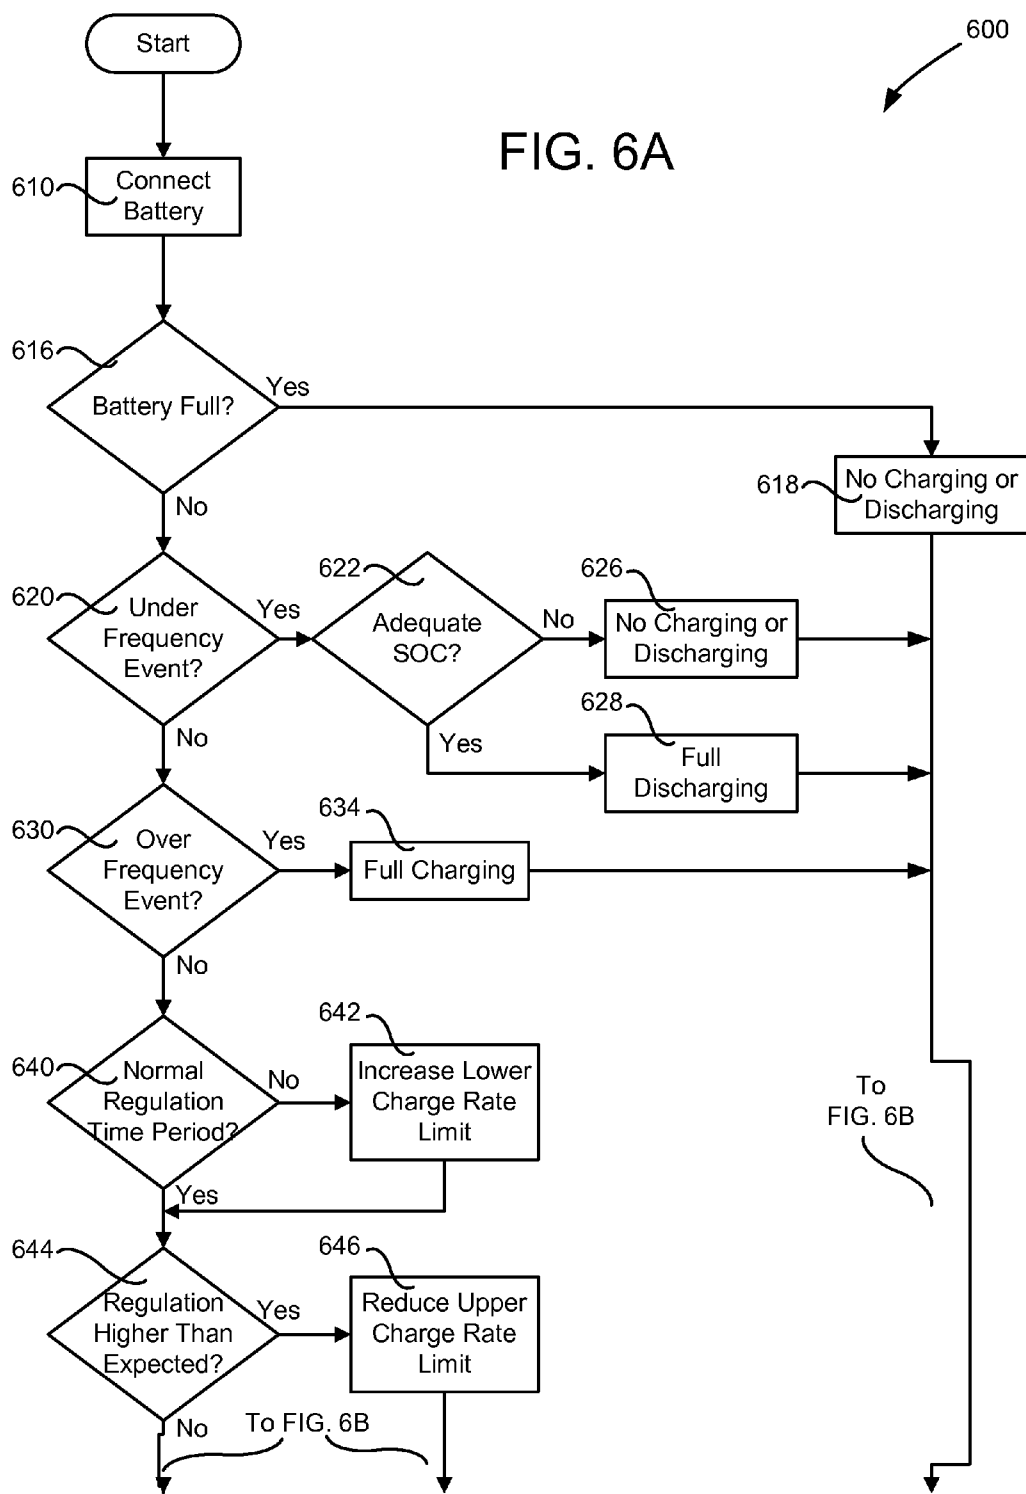 Start
600
FIG. 6A
610
Connect
Battery
616
Battery Full?
Yes
No
618
No Charging or
Discharging
620
Under
Frequency
Event?
Yes
No
622
Adequate
SOC?
No
Yes
626
No Charging or
Discharging
628
Full
Discharging
630
Over
Frequency
Event?
Yes
No
634
Full Charging
640
Normal
Regulation
Time Period?
No
Yes
642
Increase Lower
Charge Rate
Limit
To
FIG. 6B
644
Regulation
Higher Than
Expected?
Yes
No
646
Reduce Upper
Charge Rate
Limit
To FIG. 6B